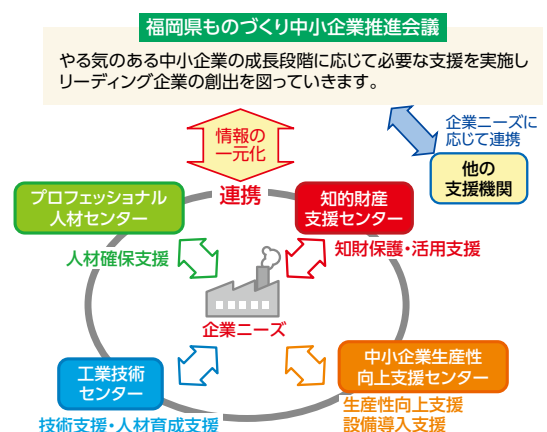 福岡県ものづくり中小企業推進会議
やる気のある中小企業の成長段階に応じて必要な支援を実施し
リーディング企業の創出を図っていきます。
情報の
一元化
企業ニーズに
応じて連携
他の
支援機関
連携
プロフェッショナル
人材センター
人材確保支援
知的財産
支援センター
知財保護・活用支援
企業ニーズ
工業技術
センター
技術支援・人材育成支援
中小企業生産性
向上支援センター
生産性向上支援
設備導入支援